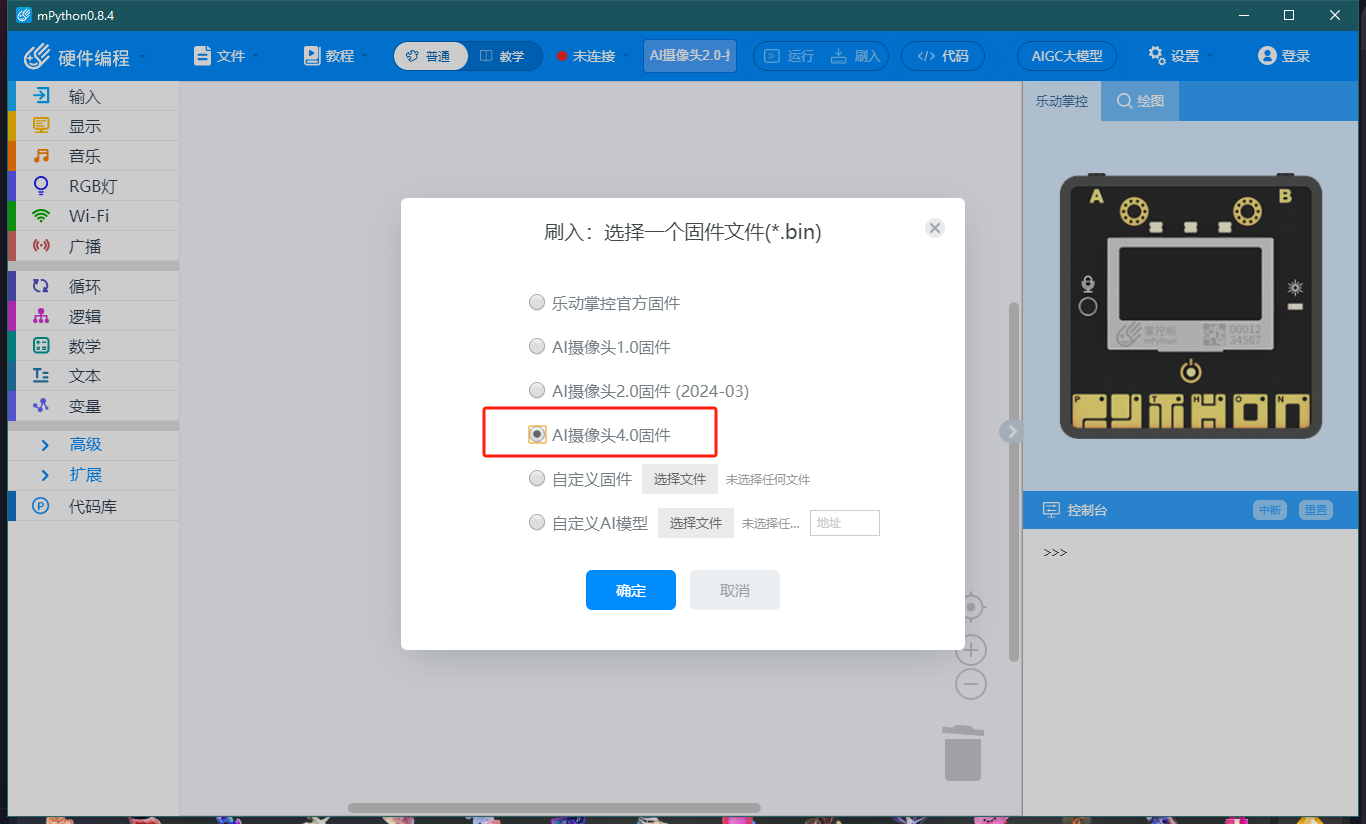 mPython0.8.4
硬件编程 文件 教程 普通 教学 未连接 AI摄像头2.0-扌 运行 刷入 代码 AIGC大模型 设置 登录
输入
显示
音乐
RGB灯
Wi-Fi
广播
循环
逻辑
数学
文本
变量
高级
扩展
代码库
刷入：选择一个固件文件(*.bin)
乐动掌控官方固件
AI摄像头1.0固件
AI摄像头2.0固件 (2024-03)
AI摄像头4.0固件
自定义固件 选择文件 未选择任何文件
自定义AI模型 选择文件 未选择任... 地址
确定 取消
乐动掌控 绘图
A B
掌控板 00012
mPython 34567
P Y T H O N
PYTHON
控制台 中断 重置
>>>